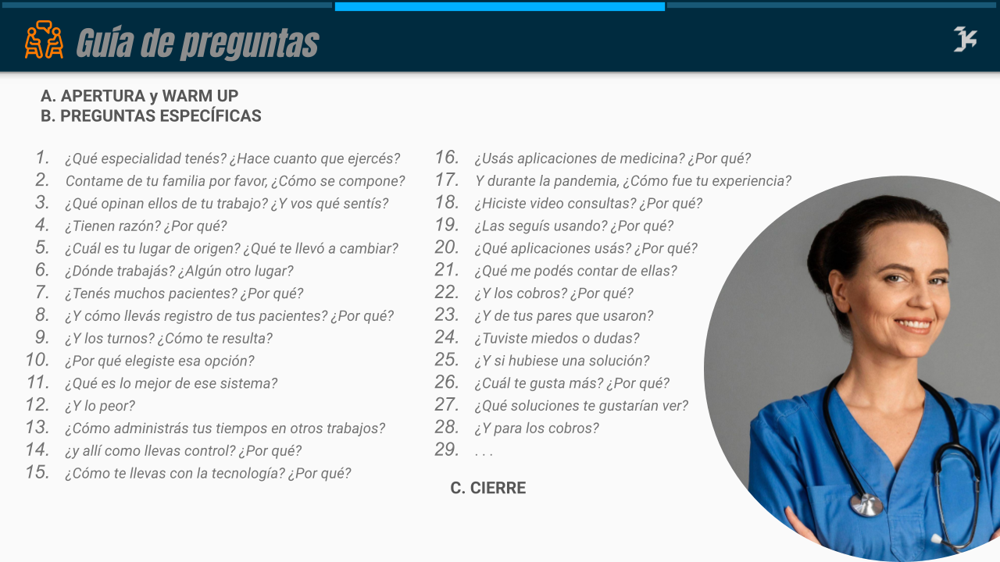 Guía de preguntas
A. APERTURA y WARM UP
B. PREGUNTAS ESPECÍFICAS
1. ¿Qué especialidad tenés? ¿Hace cuanto que ejercés?
2. Contame de tu familia por favor, ¿Cómo se compone?
3. ¿Qué opinan ellos de tu trabajo? ¿Y vos qué sentís?
4. ¿Tienen razón? ¿Por qué?
5. ¿Cuál es tu lugar de origen? ¿Qué te llevó a cambiar?
6. ¿Dónde trabajás? ¿Algún otro lugar?
7. ¿Tenés muchos pacientes? ¿Por qué?
8. ¿Y cómo llevás registro de tus pacientes? ¿Por qué?
9. ¿Y los turnos? ¿Cómo te resulta?
10. ¿Por qué elegiste esa opción?
11. ¿Qué es lo mejor de ese sistema?
12. ¿Y lo peor?
13. ¿Cómo administrás tus tiempos en otros trabajos?
14. ¿y allí como llevas control? ¿Por qué?
15. ¿Cómo te llevas con la tecnología? ¿Por qué?
16. ¿Usás aplicaciones de medicina? ¿Por qué?
17. Y durante la pandemia, ¿Cómo fue tu experiencia?
18. ¿Hiciste video consultas? ¿Por qué?
19. ¿Las seguís usando? ¿Por qué?
20. ¿Qué aplicaciones usás? ¿Por qué?
21. ¿Qué me podés contar de ellas?
22. ¿Y los cobros? ¿Por qué?
23. ¿Y de tus pares que usaron?
24. ¿Tuviste miedos o dudas?
25. ¿Y si hubiese una solución?
26. ¿Cuál te gusta más? ¿Por qué?
27. ¿Qué soluciones te gustarían ver?
28. ¿Y para los cobros?
29. . . .
C. CIERRE